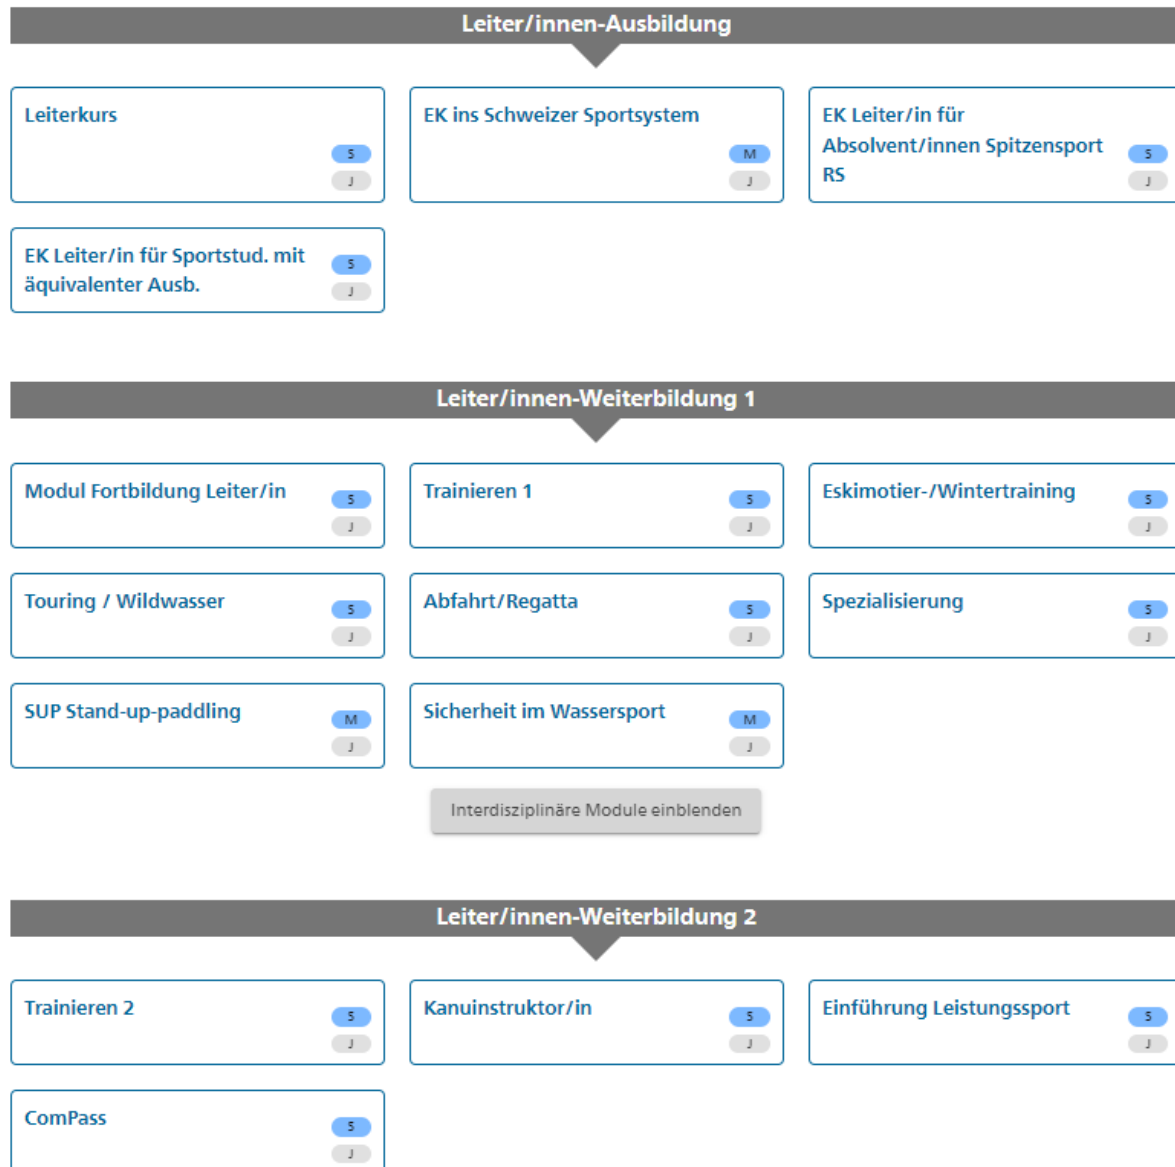 Leiter/innen-Ausbildung
Leiterkurs
S
J
EK ins Schweizer Sportsystem
M
J
EK Leiter/in für
Absolvent/innen Spitzensport
RS
S
J
EK Leiter/in für Sportstud. mit
äquivalenter Ausb.
S
J
Leiter/innen-Weiterbildung 1
Modul Fortbildung Leiter/in
S
J
Trainieren 1
S
J
Eskimotier-/Wintertraining
S
J
Touring / Wildwasser
S
J
Abfahrt/Regatta
S
J
Spezialisierung
S
J
SUP Stand-up-paddling
M
J
Sicherheit im Wassersport
M
J
Interdisziplinäre Module einblenden
Leiter/innen-Weiterbildung 2
Trainieren 2
S
J
Kanuinstruktor/in
S
J
Einführung Leistungssport
S
J
ComPass
S
J